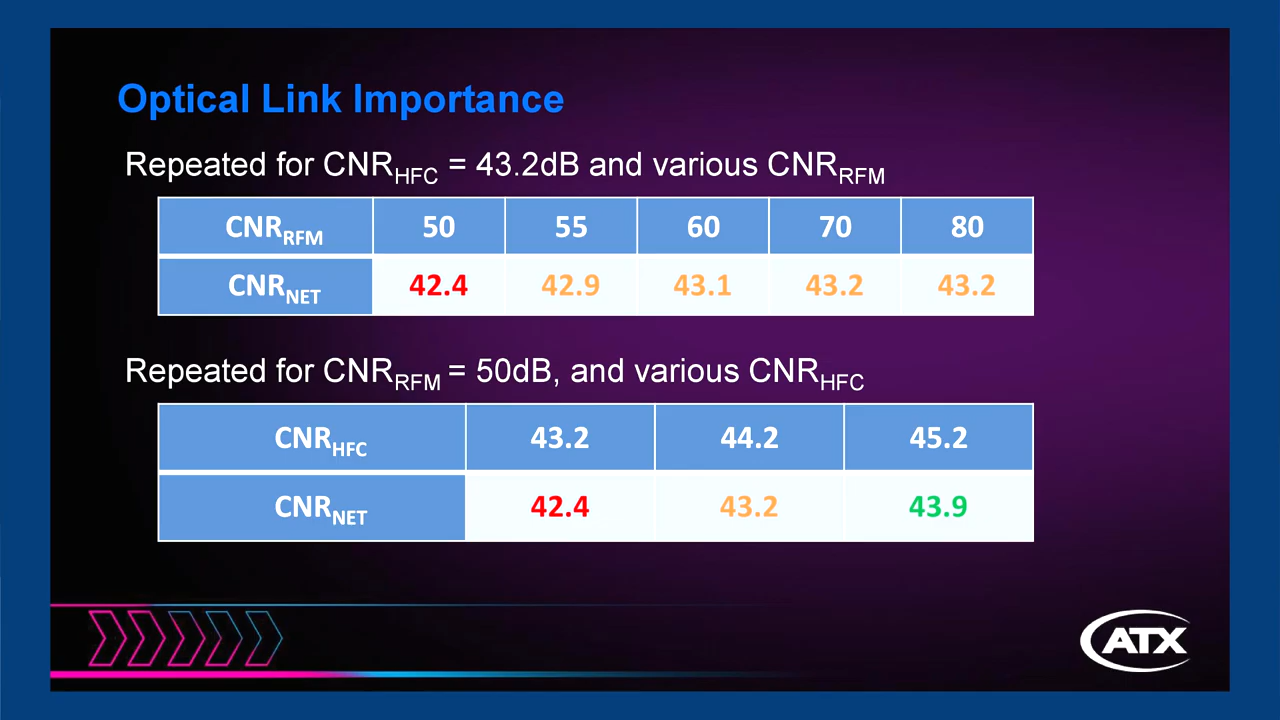 Optical Link Importance
Repeated for CNRHFC = 43.2dB and various CNRRFM
CNRRFM 50 55 60 70 80
CNRNET 42.4 42.9 43.1 43.2 43.2
Repeated for CNRRFM = 50dB, and various CNRHFC
CNRHFC 43.2 44.2 45.2
CNRNET 42.4 43.2 43.9
ATX